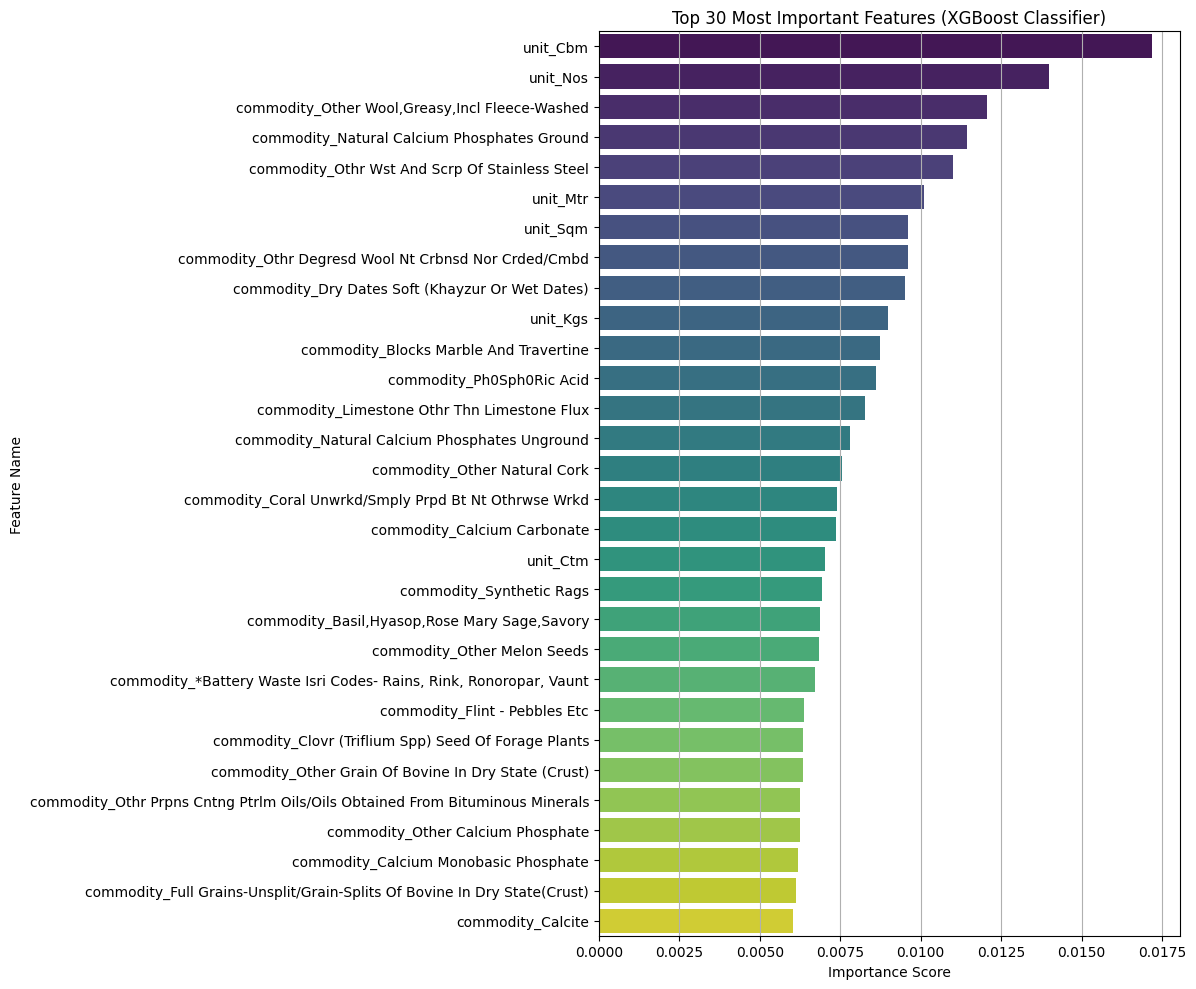 Top 30 Most Important Features (XGBoost Classifier)
unit_Cbm
unit_Nos
commodity_Other Wool,Greasy,Incl Fleece-Washed
commodity_Natural Calcium Phosphates Ground
commodity_Othr Wst And Scrp Of Stainless Steel
unit_Mtr
unit_Sqm
commodity_Othr Degresd Wool Nt Crbnsd Nor Crded/Cmbd
commodity_Dry Dates Soft (Khayzur Or Wet Dates)
unit_Kgs
commodity_Blocks Marble And Travertine
commodity_Ph0Sph0Ric Acid
commodity_Limestone Othr Thn Limestone Flux
commodity_Natural Calcium Phosphates Unground
commodity_Other Natural Cork
commodity_Coral Unwrkd/Smply Prpd Bt Nt Othrwse Wrkd
commodity_Calcium Carbonate
unit_Ctm
commodity_Synthetic Rags
commodity_Basil,Hyasop,Rose Mary Sage,Savory
commodity_Other Melon Seeds
commodity_*Battery Waste Isri Codes- Rains, Rink, Ronoropar, Vaunt
commodity_Flint - Pebbles Etc
commodity_Clovr (Triflium Spp) Seed Of Forage Plants
commodity_Other Grain Of Bovine In Dry State (Crust)
commodity_Othr Prpns Cntng Ptrlm Oils/Oils Obtained From Bituminous Minerals
commodity_Other Calcium Phosphate
commodity_Calcium Monobasic Phosphate
commodity_Full Grains-Unsplit/Grain-Splits Of Bovine In Dry State(Crust)
commodity_Calcite
Feature Name
0.0000 0.0025 0.0050 0.0075 0.0100 0.0125 0.0150 0.0175
Importance Score